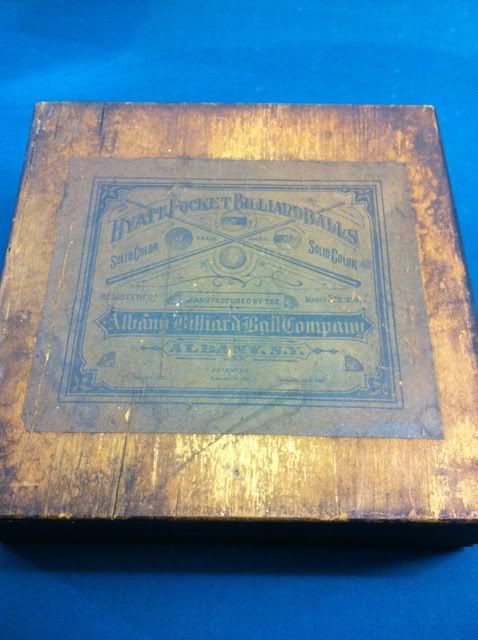 HYATT POCKET BILLIARD BALLS
SOLID COLOR TRADE MARK SOLID COLOR
REGISTERED MANUFACTURED BY THE MARCH
Albany Billiard Ball Company
ALBANY, N.Y.
PATENTED